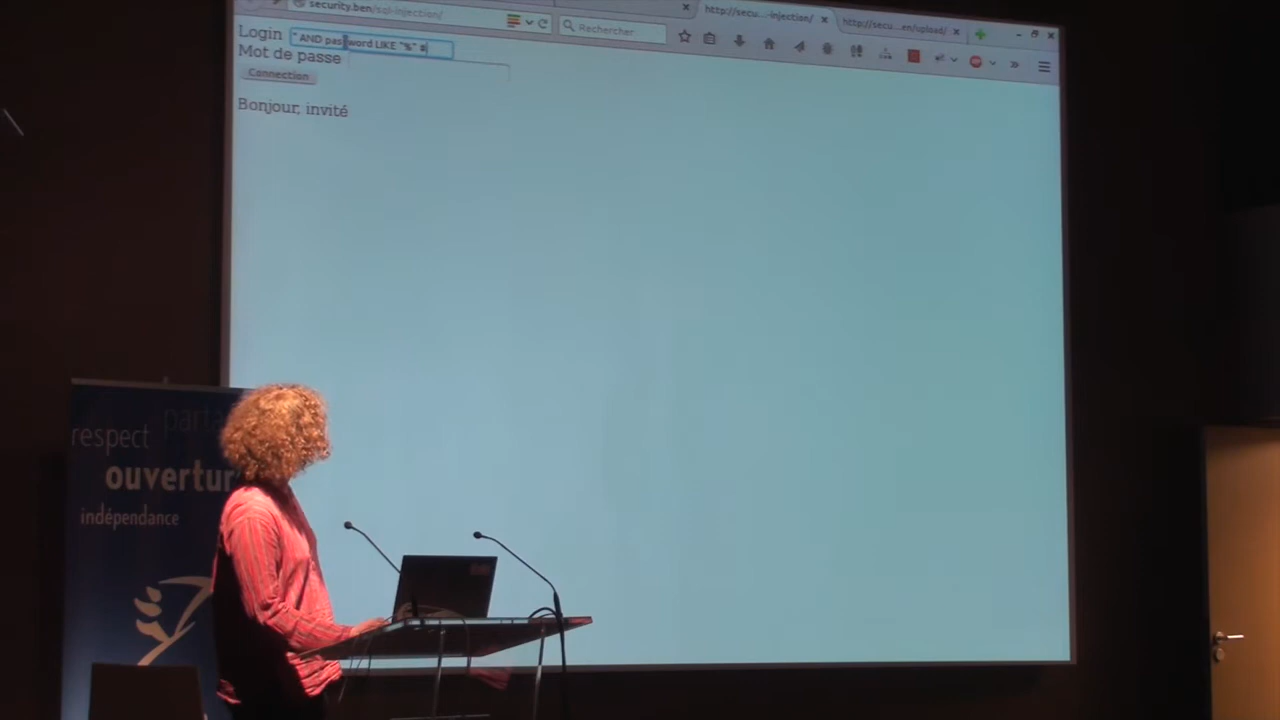 security.ben/sql-injection/
Rechercher
http://secu...-injection/
http://secu...en/upload/
Login " AND password LIKE "%" #
Mot de passe
Connection
Bonjour, invité
respect
ouvertur
indépendance